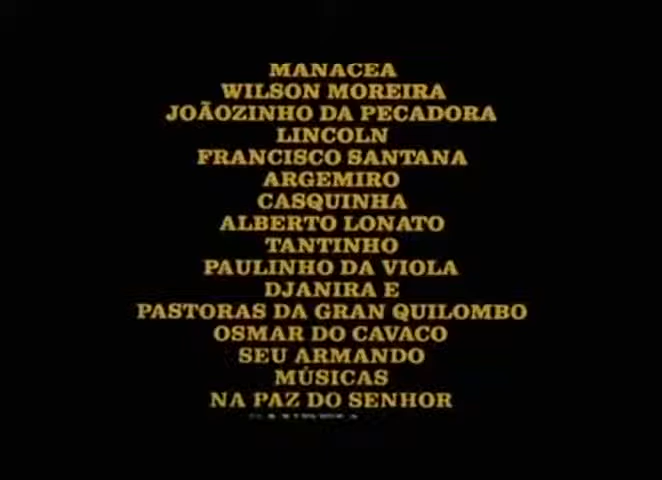 MANACEA
WILSON MOREIRA
JOÃOZINHO DA PECADORA
LINCOLN
FRANCISCO SANTANA
ARGEMIRO
CASQUINHA
ALBERTO LONATO
TANTINHO
PAULINHO DA VIOLA
DJANIRA E
PASTORAS DA GRAN QUILOMBO
OSMAR DO CAVACO
SEU ARMANDO
MÚSICAS
NA PAZ DO SENHOR